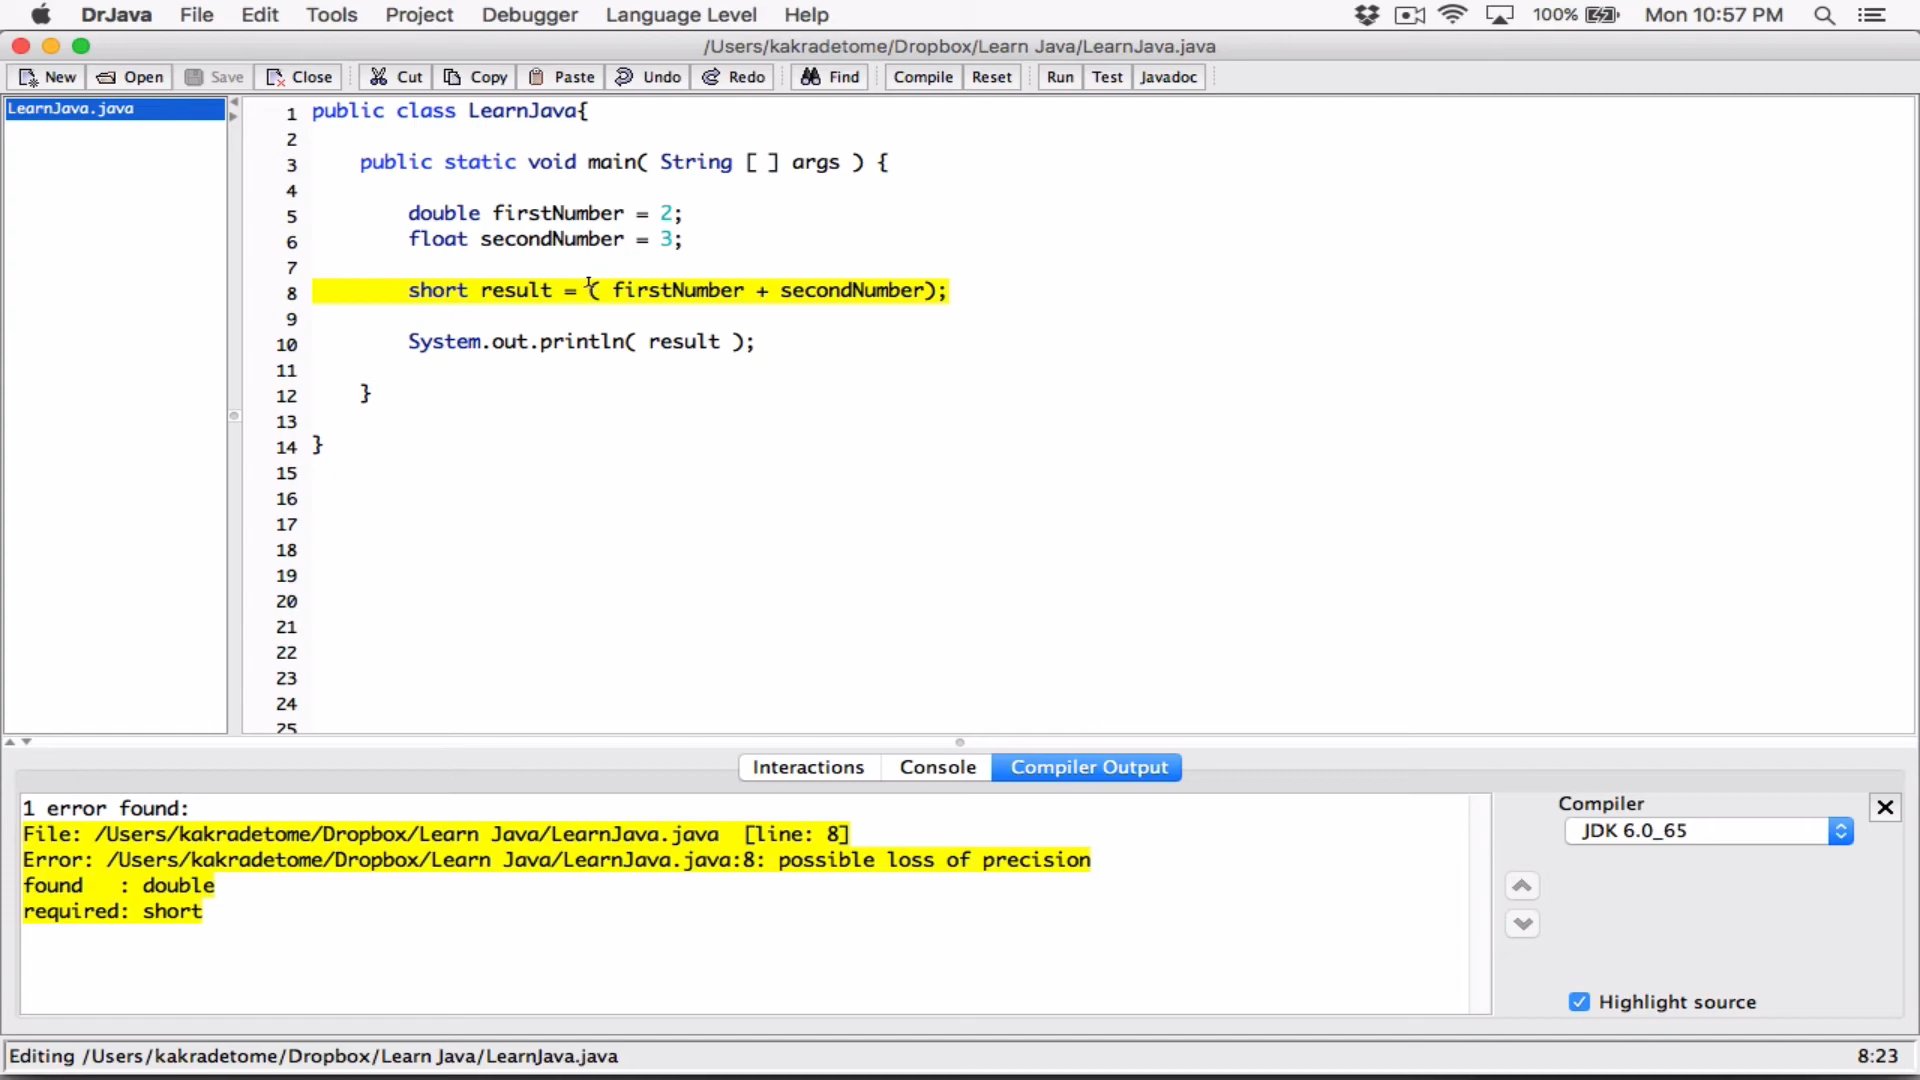 DrJava File Edit Tools Project Debugger Language Level Help 100% Mon 10:57 PM
/Users/kakradetome/Dropbox/Learn Java/LearnJava.java
New Open Save Close Cut Copy Paste Undo Redo Find Compile Reset Run Test Javadoc
LearnJava.java
1 public class LearnJava{
2
3 public static void main( String [ ] args ) {
4
5 double firstNumber = 2;
6 float secondNumber = 3;
7
8 short result = ( firstNumber + secondNumber);
9
10 System.out.println( result );
11
12 }
13
14 }
15
16
17
18
19
20
21
22
23
24
25
Interactions Console Compiler Output
1 error found:
File: /Users/kakradetome/Dropbox/Learn Java/LearnJava.java [line: 8]
Error: /Users/kakradetome/Dropbox/Learn Java/LearnJava.java:8: possible loss of precision
found : double
required: short
Compiler
JDK 6.0_65
Highlight source
Editing /Users/kakradetome/Dropbox/Learn Java/LearnJava.java 8:23